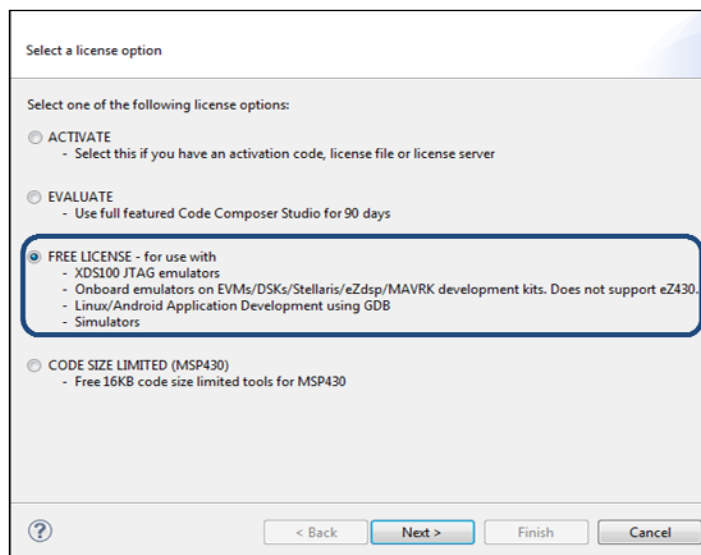 Select a license option
Select one of the following license options:
ACTIVATE
- Select this if you have an activation code, license file or license server
EVALUATE
- Use full featured Code Composer Studio for 90 days
FREE LICENSE - for use with
- XDS100 JTAG emulators
- Onboard emulators on EVMs/DSKs/Stellaris/eZdsp/MAVRK development kits. Does not support eZ430.
- Linux/Android Application Development using GDB
- Simulators
CODE SIZE LIMITED (MSP430)
- Free 16KB code size limited tools for MSP430
? < Back Next > Finish Cancel